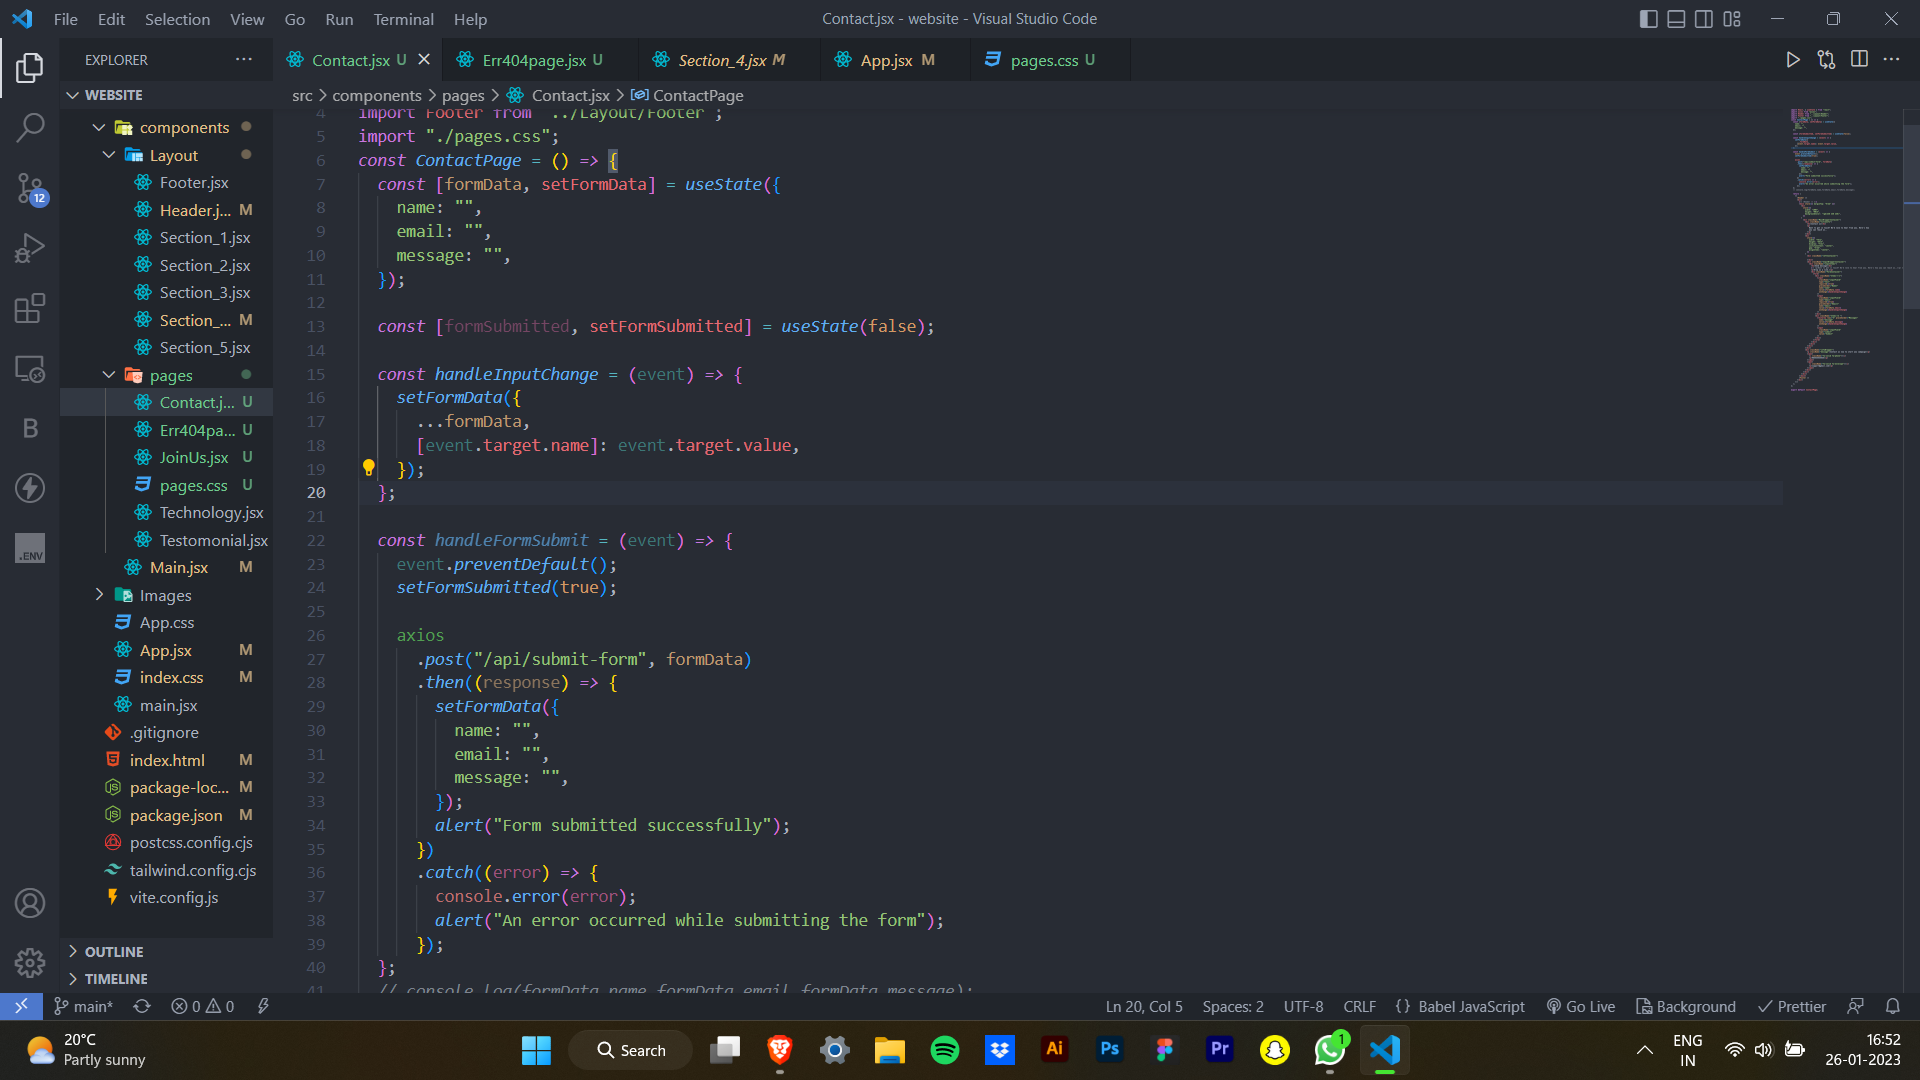 File Edit Selection View Go Run Terminal Help
Contact.jsx - website - Visual Studio Code
EXPLORER
Contact.jsx U
Err404page.jsx U
Section_4.jsx M
App.jsx M
pages.css U
WEBSITE
src > components > pages > Contact.jsx > ContactPage
components
Layout
Footer.jsx
Header.j... M
Section_1.jsx
Section_2.jsx
Section_3.jsx
Section_... M
Section_5.jsx
pages
Contact.j... U
Err404pa... U
JoinUs.jsx U
pages.css U
Technology.jsx
Testomonial.jsx
Main.jsx M
Images
App.css
App.jsx M
index.css M
main.jsx
.gitignore
index.html M
package-loc... M
package.json M
postcss.config.cjs
tailwind.config.cjs
vite.config.js
OUTLINE
TIMELINE
12
B
.ENV
4 import Footer from "../Layout/Footer";
5 import "./pages.css";
6 const ContactPage = () => {
7 const [formData, setFormData] = useState({
8 name: "",
9 email: "",
10 message: "",
11 });
12
13 const [formSubmitted, setFormSubmitted] = useState(false);
14
15 const handleInputChange = (event) => {
16 setFormData({
17 ...formData,
18 [event.target.name]: event.target.value,
19 });
20 };
21
22 const handleFormSubmit = (event) => {
23 event.preventDefault();
24 setFormSubmitted(true);
25
26 axios
27 .post("/api/submit-form", formData)
28 .then((response) => {
29 setFormData({
30 name: "",
31 email: "",
32 message: "",
33 });
34 alert("Form submitted successfully");
35 })
36 .catch((error) => {
37 console.error(error);
38 alert("An error occurred while submitting the form");
39 });
40 };
41 // console.log(formData.name,formData.email,formData.message);
main* 0 0
Ln 20, Col 5 Spaces: 2 UTF-8 CRLF {} Babel JavaScript Go Live Background Prettier
20°C
Partly sunny
Search
Ai
Ps
Pr
1
ENG
IN
16:52
26-01-2023